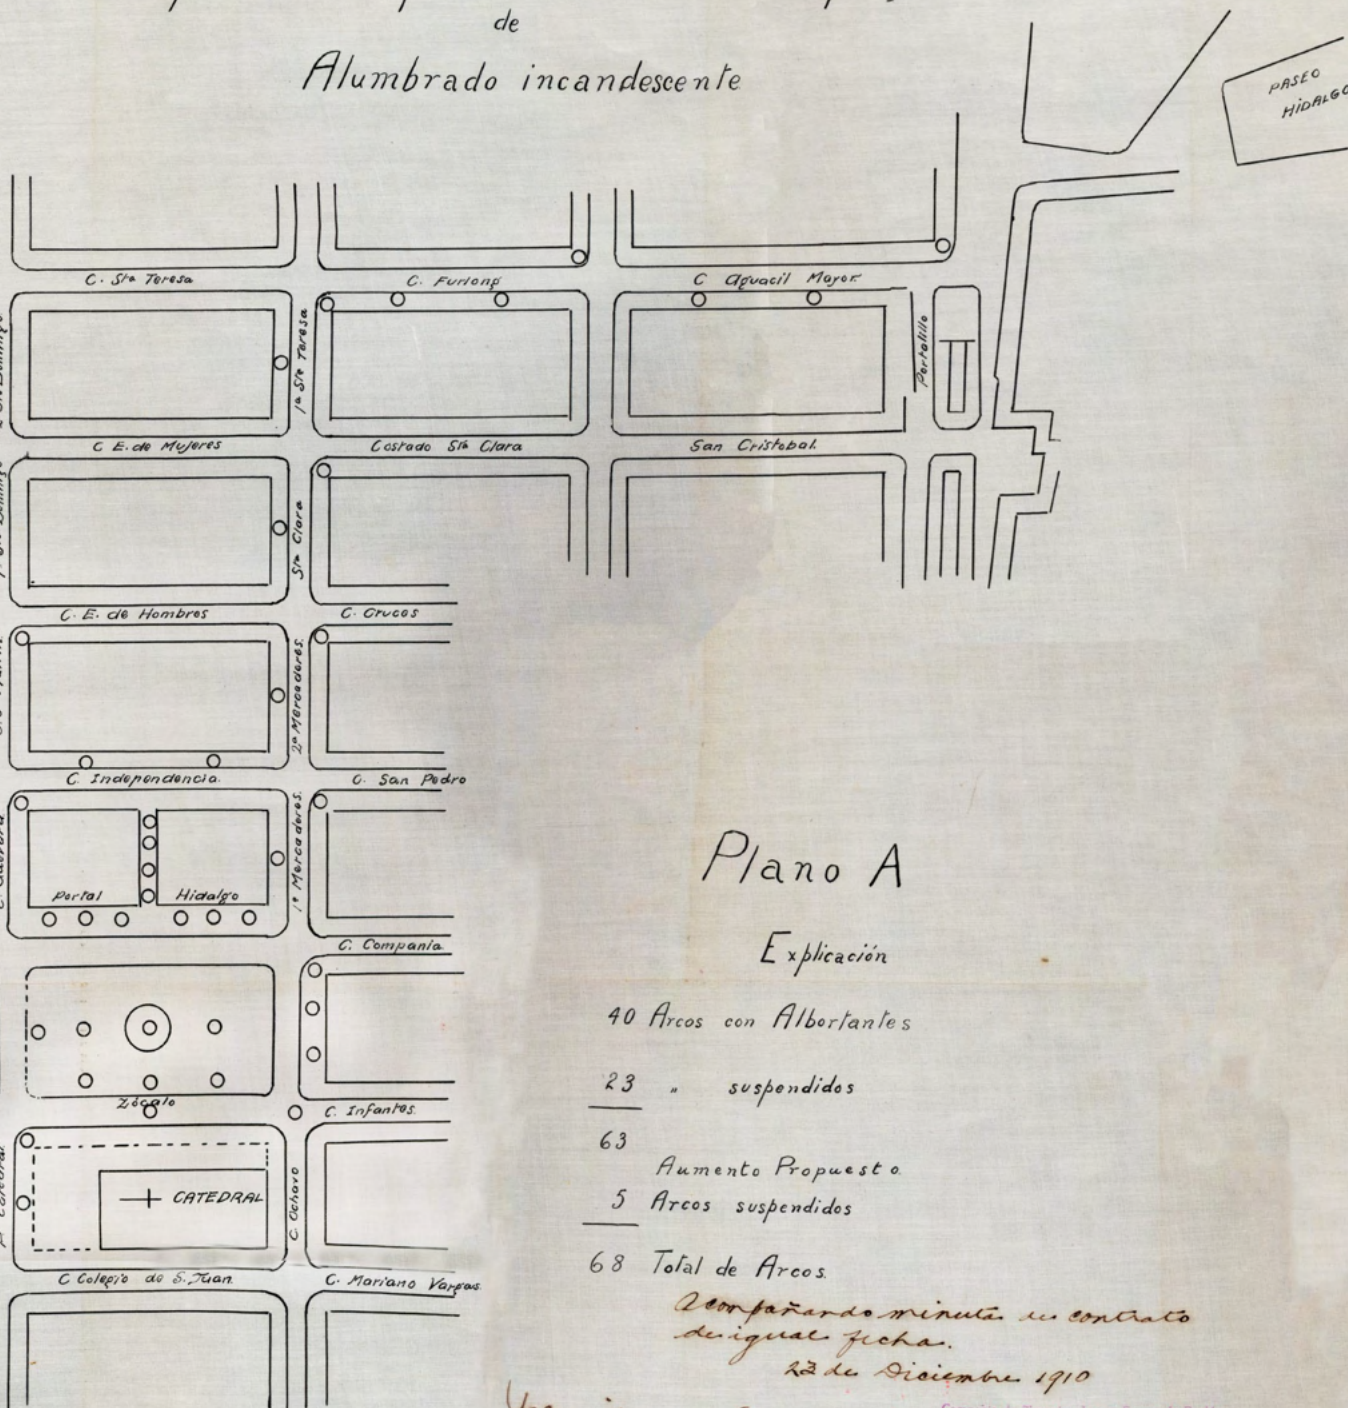 de
Alumbrado incandescente
PASEO
HIDALGO
C. Sta Teresa
C. Furlong
C Aguacil Mayor.
1a Sta Teresa
Portalillo
C E. de Mujeres
Costado Sta Clara
San Cristobal.
Sta Clara
C. E. de Hombres
C. Cruces
2a Mercaderes.
C. Independencia.
C. San Pedro
1a Mercaderes.
Portal Hidalgo
C. Compania
Zócalo
C. Infantes.
CATEDRAL
C. Ochavo
C Colegio de S. Juan.
C. Mariano Vargas.
Plano A
Explicación
40 Arcos con Albortantes
23 " suspendidos
63
Aumento Propuesto.
5 Arcos suspendidos
68 Total de Arcos.
Acompañando minuta de contrato
de igual fecha.
23 de Diciembre 1910